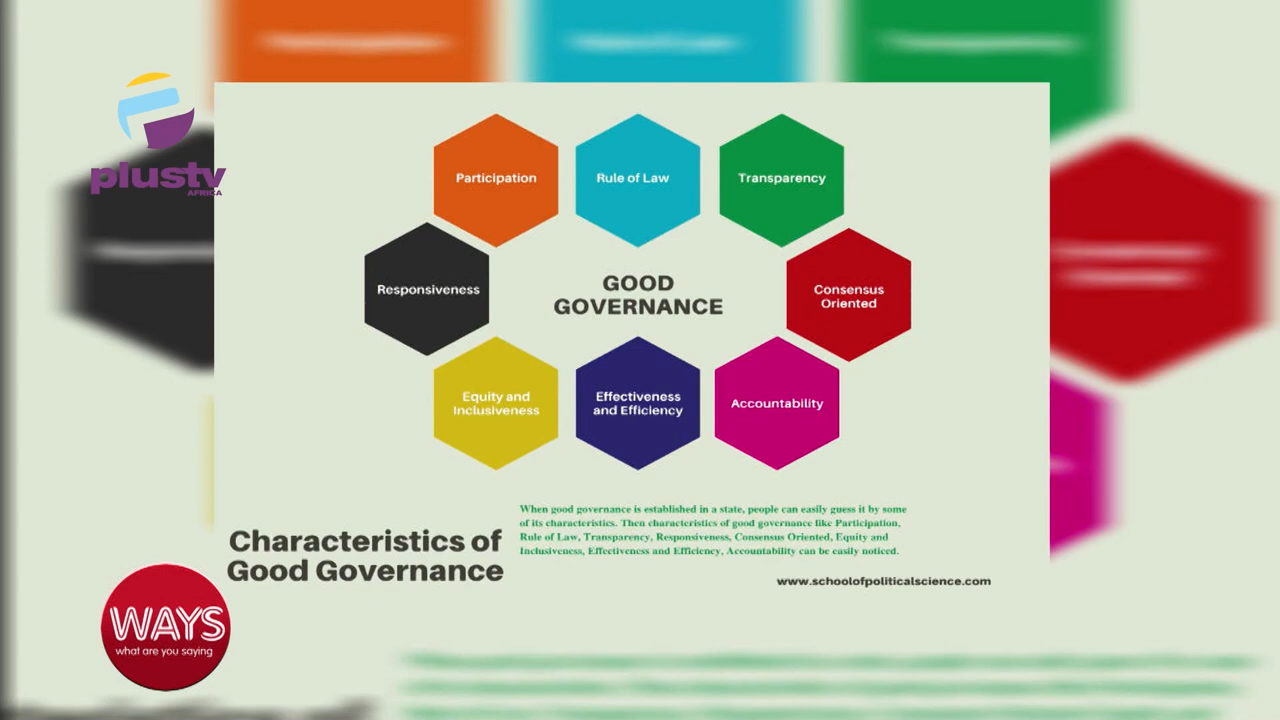 plustv
AFRICA
Participation
Rule of Law
Transparency
Responsiveness
GOOD
GOVERNANCE
Consensus
Oriented
Equity and
Inclusiveness
Effectiveness
and Efficiency
Accountability
Characteristics of
Good Governance
When good governance is established in a state, people can easily guess it by some
of its characteristics. Then characteristics of good governance like Participation,
Rule of Law, Transparency, Responsiveness, Consensus Oriented, Equity and
Inclusiveness, Effectiveness and Efficiency, Accountability can be easily noticed.
www.schoolofpoliticalscience.com
WAYS
what are you saying